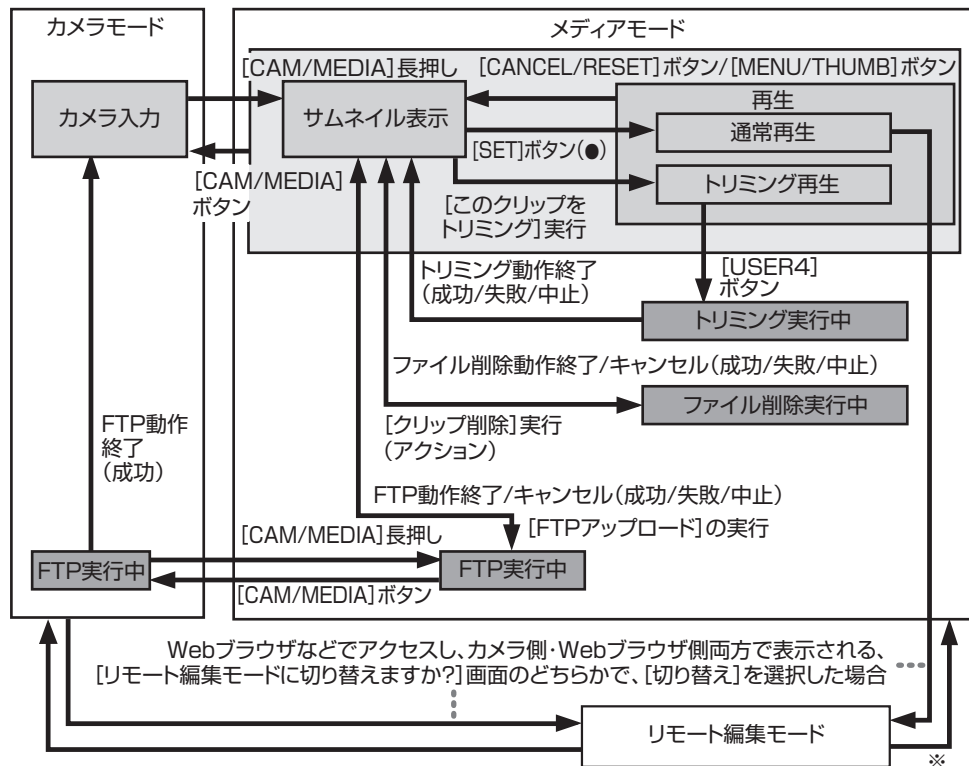 カメラモード
メディアモード
[CAM/MEDIA]長押し
[CANCEL/RESET]ボタン/[MENU/THUMB]ボタン
カメラ入力
サムネイル表示
再生
通常再生
[SET]ボタン(●)
トリミング再生
[CAM/MEDIA]
ボタン
[このクリップを
トリミング]実行
トリミング動作終了
(成功/失敗/中止)
[USER4]
ボタン
トリミング実行中
ファイル削除動作終了/キャンセル(成功/失敗/中止)
ファイル削除実行中
[クリップ削除]実行
(アクション)
FTP動作
終了
(成功)
FTP動作終了/キャンセル(成功/失敗/中止)
[FTPアップロード]の実行
[CAM/MEDIA]長押し
FTP実行中
FTP実行中
[CAM/MEDIA]ボタン
Webブラウザなどでアクセスし、カメラ側・Webブラウザ側両方で表示される、
[リモート編集モードに切り替えますか?]画面のどちらかで、[切り替え]を選択した場合
リモート編集モード
※